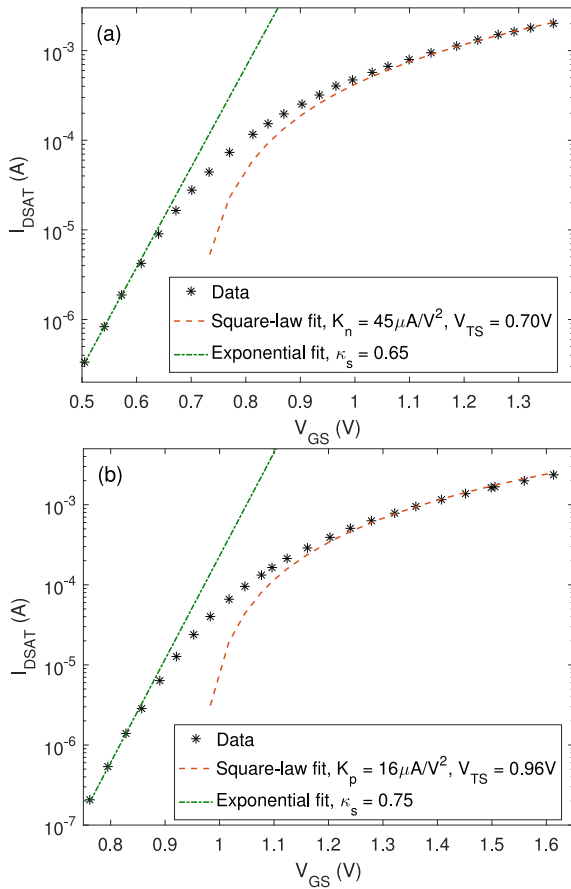 (a)
10^-3
10^-4
10^-5
10^-6
I_DSAT (A)
* Data
Square-law fit, K_n = 45μA/V^2, V_TS = 0.70V
Exponential fit, κ_s = 0.65
0.5 0.6 0.7 0.8 0.9 1 1.1 1.2 1.3
V_GS (V)
(b)
10^-3
10^-4
10^-5
10^-6
10^-7
I_DSAT (A)
* Data
Square-law fit, K_p = 16μA/V^2, V_TS = 0.96V
Exponential fit, κ_s = 0.75
0.8 0.9 1 1.1 1.2 1.3 1.4 1.5 1.6
V_GS (V)